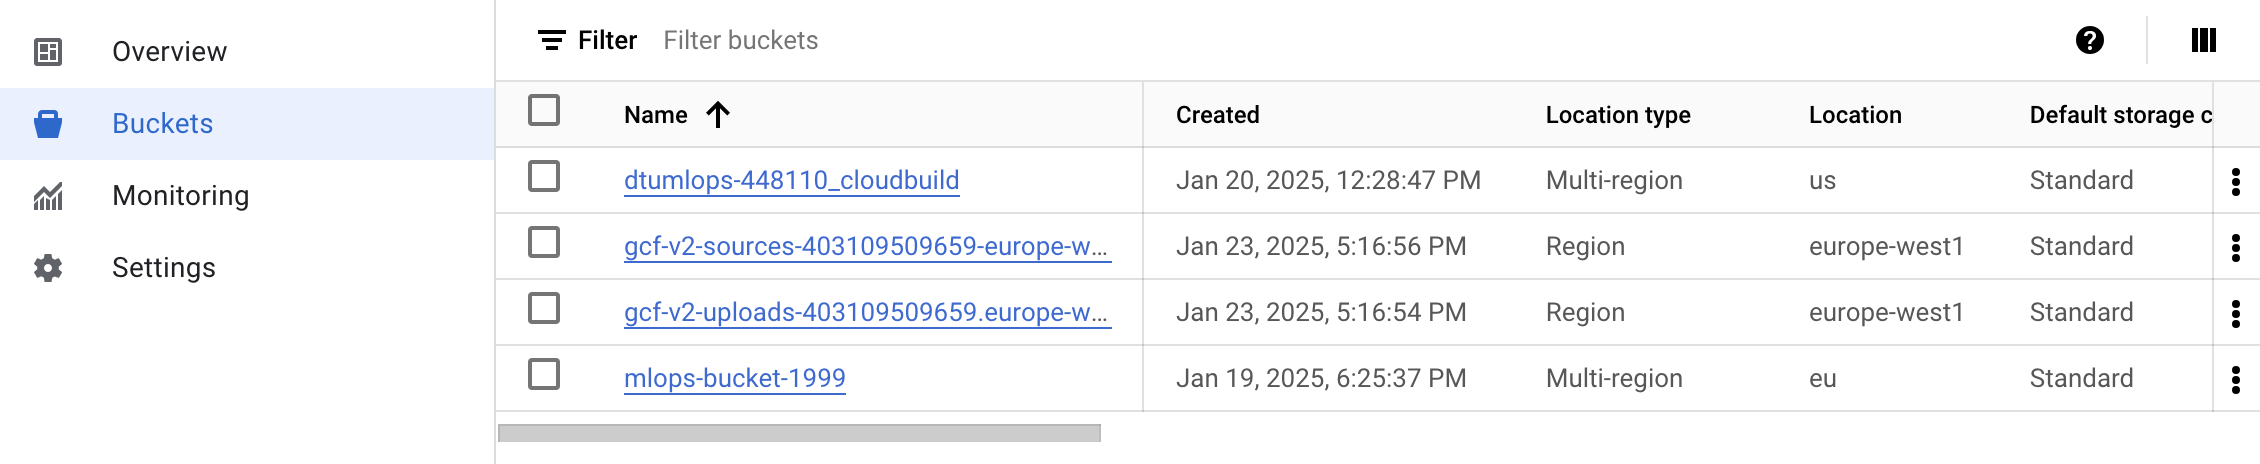 Overview
Buckets
Monitoring
Settings
Filter Filter buckets
Name Created Location type Location Default storage c
dtumlops-448110_cloudbuild Jan 20, 2025, 12:28:47 PM Multi-region us Standard
gcf-v2-sources-403109509659-europe-w... Jan 23, 2025, 5:16:56 PM Region europe-west1 Standard
gcf-v2-uploads-403109509659.europe-w... Jan 23, 2025, 5:16:54 PM Region europe-west1 Standard
mlops-bucket-1999 Jan 19, 2025, 6:25:37 PM Multi-region eu Standard